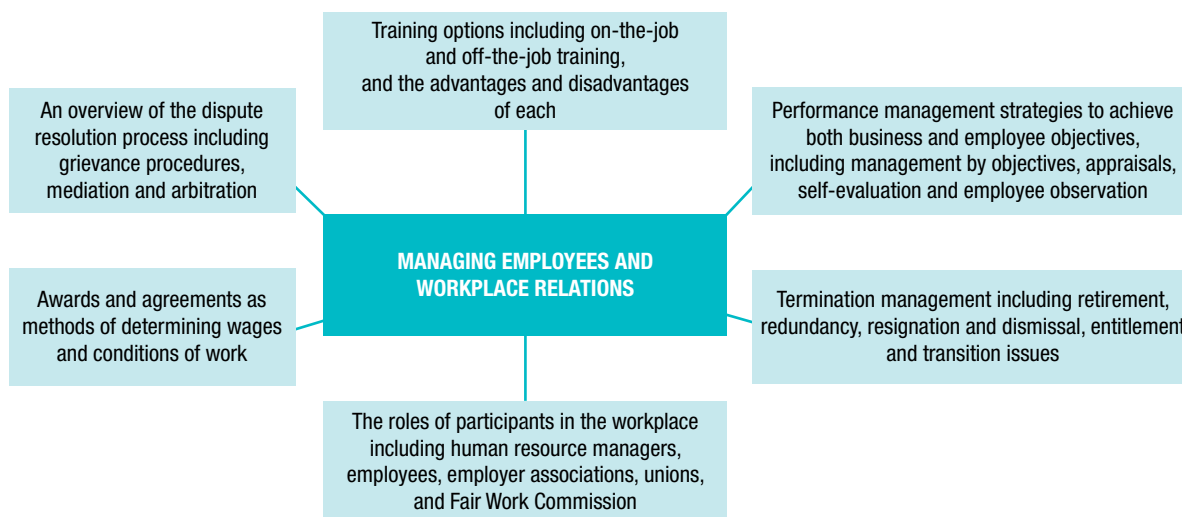 Training options including on-the-job
and off-the-job training,
and the advantages and disadvantages
of each
An overview of the dispute
resolution process including
grievance procedures,
mediation and arbitration
Performance management strategies to achieve
both business and employee objectives,
including management by objectives, appraisals,
self-evaluation and employee observation
MANAGING EMPLOYEES AND
WORKPLACE RELATIONS
Awards and agreements as
methods of determining wages
and conditions of work
Termination management including retirement,
redundancy, resignation and dismissal, entitlement
and transition issues
The roles of participants in the workplace
including human resource managers,
employees, employer associations, unions,
and Fair Work Commission